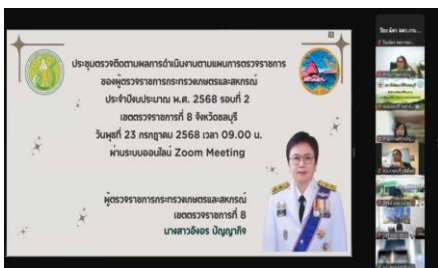 ประชุมตรวจติดตามผลการดำเนินงานตามแผนการตรวจราชการ
ของผู้ตรวจราชการกระทรวงเกษตรและสหกรณ์
ประจำปีงบประมาณ พ.ศ. 2568 รอบที่ 2
เขตตรวจราชการที่ 8 จังหวัดชลบุรี
วันพุธที่ 23 กรกฎาคม 2568 เวลา 09.00 น.
ผ่านระบบออนไลน์ Zoom Meeting
ผู้ตรวจราชการกระทรวงเกษตรและสหกรณ์
เขตตรวจราชการที่ 8
นางสาวอิงอร ปัญญากิจ